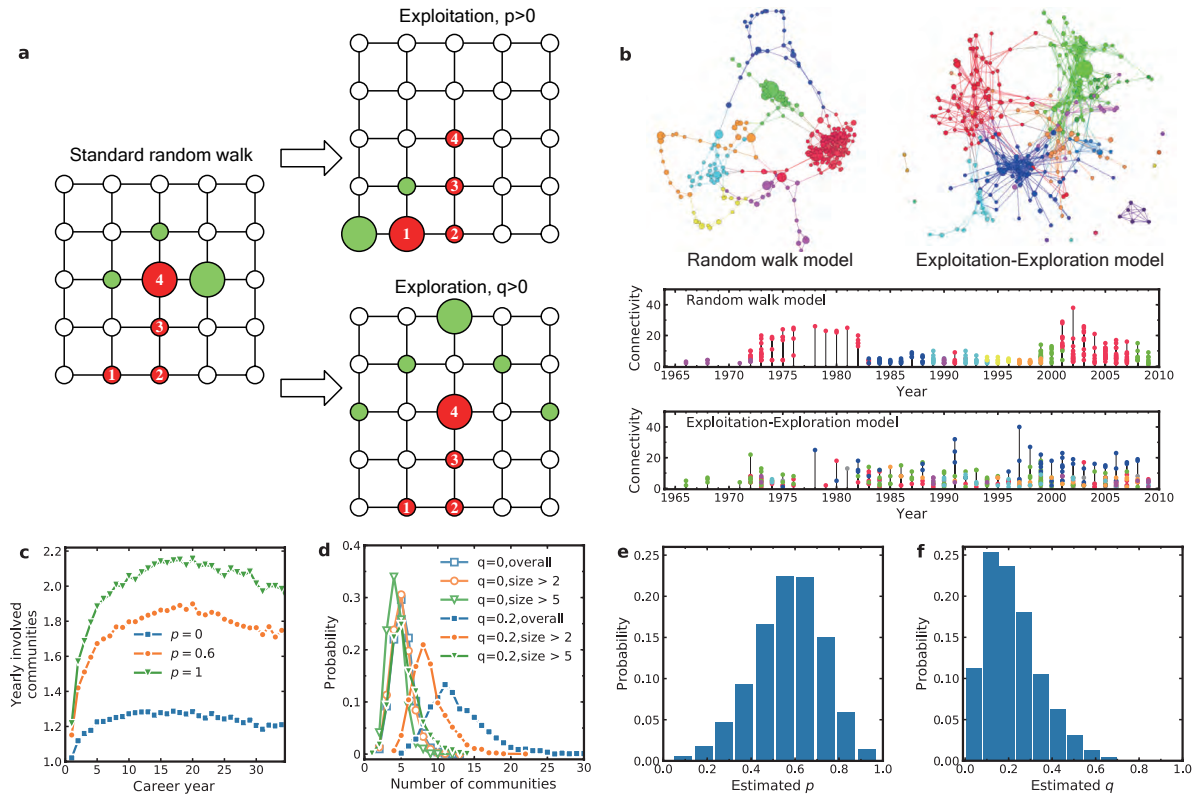 a
Standard random walk
4
3
1 2
Exploitation, p>0
4
3
1 2
Exploration, q>0
4
3
1 2
b
Random walk model Exploitation-Exploration model
Random walk model
Connectivity
40
20
0
1965 1970 1975 1980 1985 1990 1995 2000 2005 2010
Year
Exploitation-Exploration model
Connectivity
40
20
0
1965 1970 1975 1980 1985 1990 1995 2000 2005 2010
Year
c
Yearly involved
communities
2.2
2.0
1.8
1.6
1.4
1.2
1.0
p = 0
p = 0.6
p = 1
0 5 10 15 20 25 30
Career year
d
Probability
0.4
0.3
0.2
0.1
0
q=0,overall
q=0,size > 2
q=0,size > 5
q=0.2,overall
q=0.2,size > 2
q=0.2,size > 5
0 5 10 15 20 25 30
Number of communities
e
Probability
0.25
0.20
0.15
0.10
0.05
0.00
0.0 0.2 0.4 0.6 0.8 1.0
Estimated p
f
Probability
0.25
0.20
0.15
0.10
0.05
0.00
0.0 0.2 0.4 0.6 0.8 1.0
Estimated q